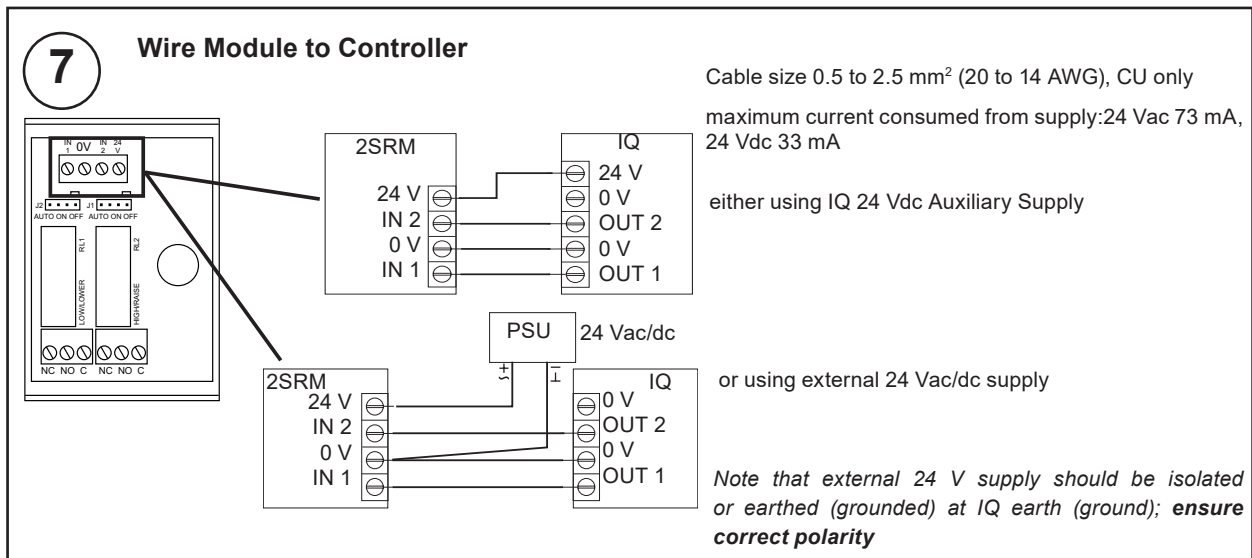 7
Wire Module to Controller
Cable size 0.5 to 2.5 mm² (20 to 14 AWG), CU only
maximum current consumed from supply:24 Vac 73 mA,
24 Vdc 33 mA
IN 1 0V IN 2 24 V
J2 J1
AUTO ON OFF AUTO ON OFF
RL1 RL2
LOW/LOWER HIGH/RAISE
NC NO C NC NO C
2SRM
24 V
IN 2
0 V
IN 1
IQ
24 V
0 V
OUT 2
0 V
OUT 1
either using IQ 24 Vdc Auxiliary Supply
PSU 24 Vac/dc
+ −
~ ⊥
2SRM
24 V
IN 2
0 V
IN 1
IQ
0 V
OUT 2
0 V
OUT 1
or using external 24 Vac/dc supply
Note that external 24 V supply should be isolated
or earthed (grounded) at IQ earth (ground); ensure
correct polarity